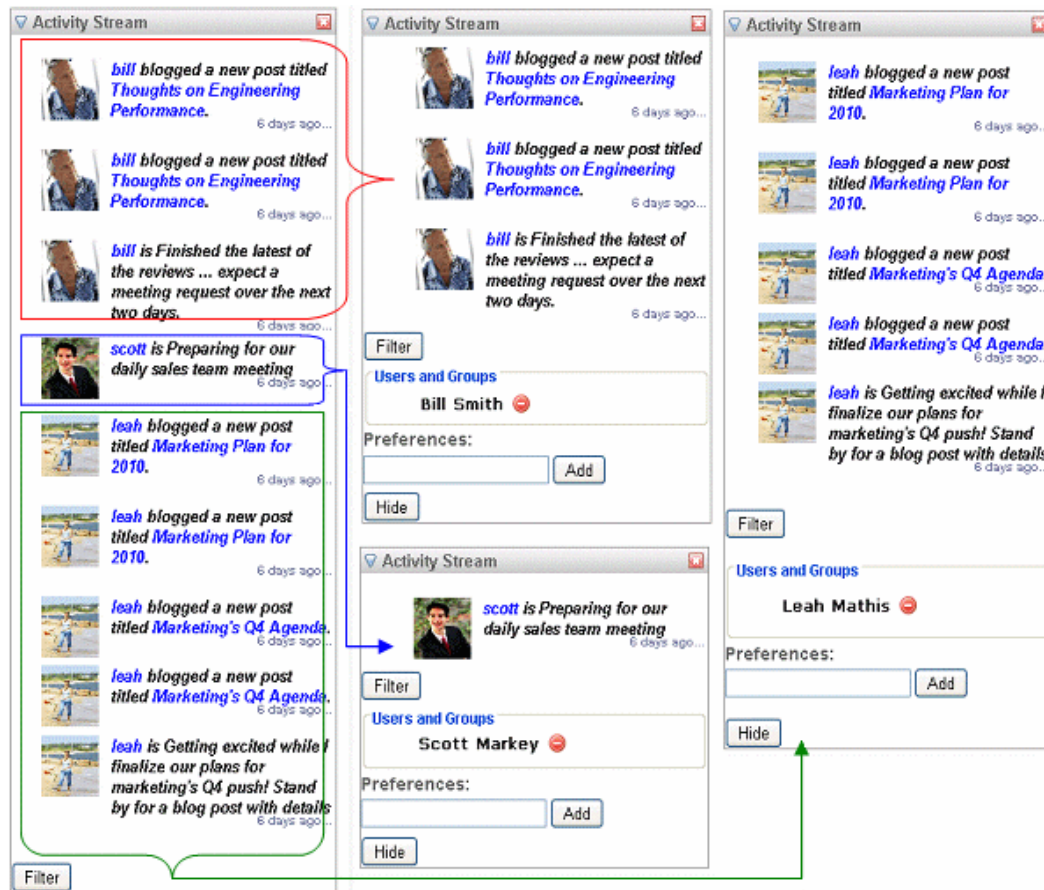 Activity Stream
bill blogged a new post titled
Thoughts on Engineering
Performance.
6 days ago...
bill blogged a new post titled
Thoughts on Engineering
Performance.
6 days ago...
bill is Finished the latest of
the reviews ... expect a
meeting request over the next
two days.
6 days ago...
scott is Preparing for our
daily sales team meeting
6 days ago...
leah blogged a new post
titled Marketing Plan for
2010.
6 days ago...
leah blogged a new post
titled Marketing Plan for
2010.
6 days ago...
leah blogged a new post
titled Marketing's Q4 Agenda.
6 days ago...
leah blogged a new post
titled Marketing's Q4 Agenda.
6 days ago...
leah is Getting excited while I
finalize our plans for
marketing's Q4 push! Stand
by for a blog post with details
6 days ago...
Filter
Activity Stream
bill blogged a new post titled
Thoughts on Engineering
Performance.
6 days ago...
bill blogged a new post titled
Thoughts on Engineering
Performance.
6 days ago...
bill is Finished the latest of
the reviews ... expect a
meeting request over the next
two days.
6 days ago...
Filter
Users and Groups
Bill Smith
Preferences:
Add
Hide
Activity Stream
scott is Preparing for our
daily sales team meeting
6 days ago...
Filter
Users and Groups
Scott Markey
Preferences:
Add
Hide
Activity Stream
leah blogged a new post
titled Marketing Plan for
2010.
6 days ago...
leah blogged a new post
titled Marketing Plan for
2010.
6 days ago...
leah blogged a new post
titled Marketing's Q4 Agenda
6 days ago...
leah blogged a new post
titled Marketing's Q4 Agenda
6 days ago...
leah is Getting excited while I
finalize our plans for
marketing's Q4 push! Stand
by for a blog post with details
6 days ago...
Filter
Users and Groups
Leah Mathis
Preferences:
Add
Hide